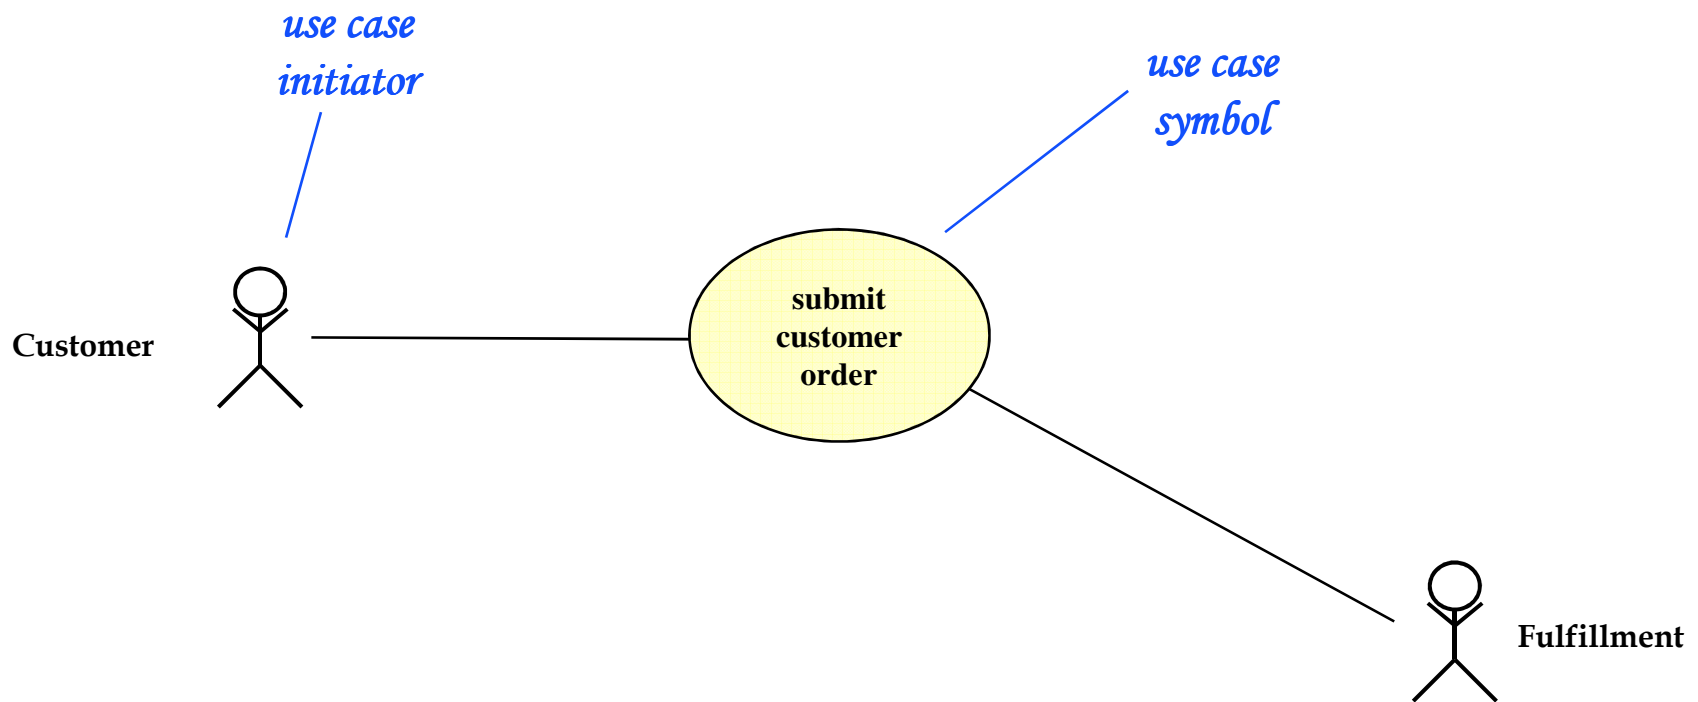 use case
initiator
use case
symbol
Customer
submit
customer
order
Fulfillment